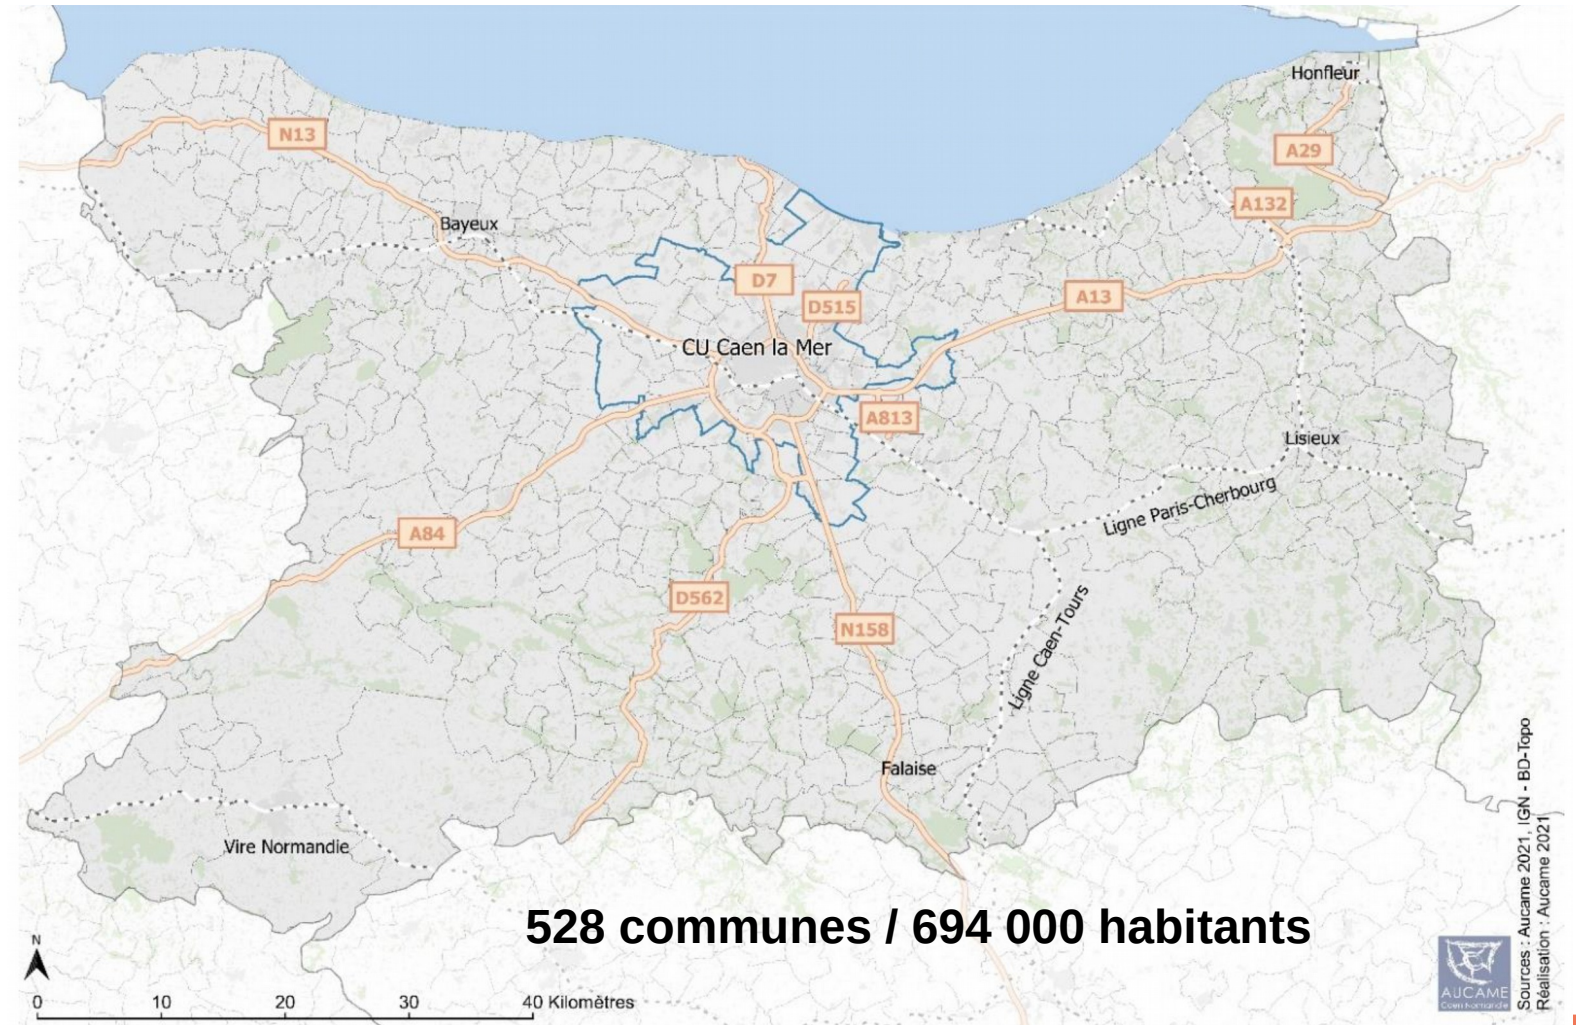 Honfleur
N13
A29
A132
Bayeux
D7
D515
A13
CU Caen la Mer
A813
Lisieux
Ligne Paris-Cherbourg
A84
D562
N158
Ligne Caen-Tours
Falaise
Vire Normandie
528 communes / 694 000 habitants
N
0 10 20 30 40 Kilomètres
AUCAME
Caen Normandie
Sources : Aucame 2021, IGN - BD-Topo
Réalisation : Aucame 2021